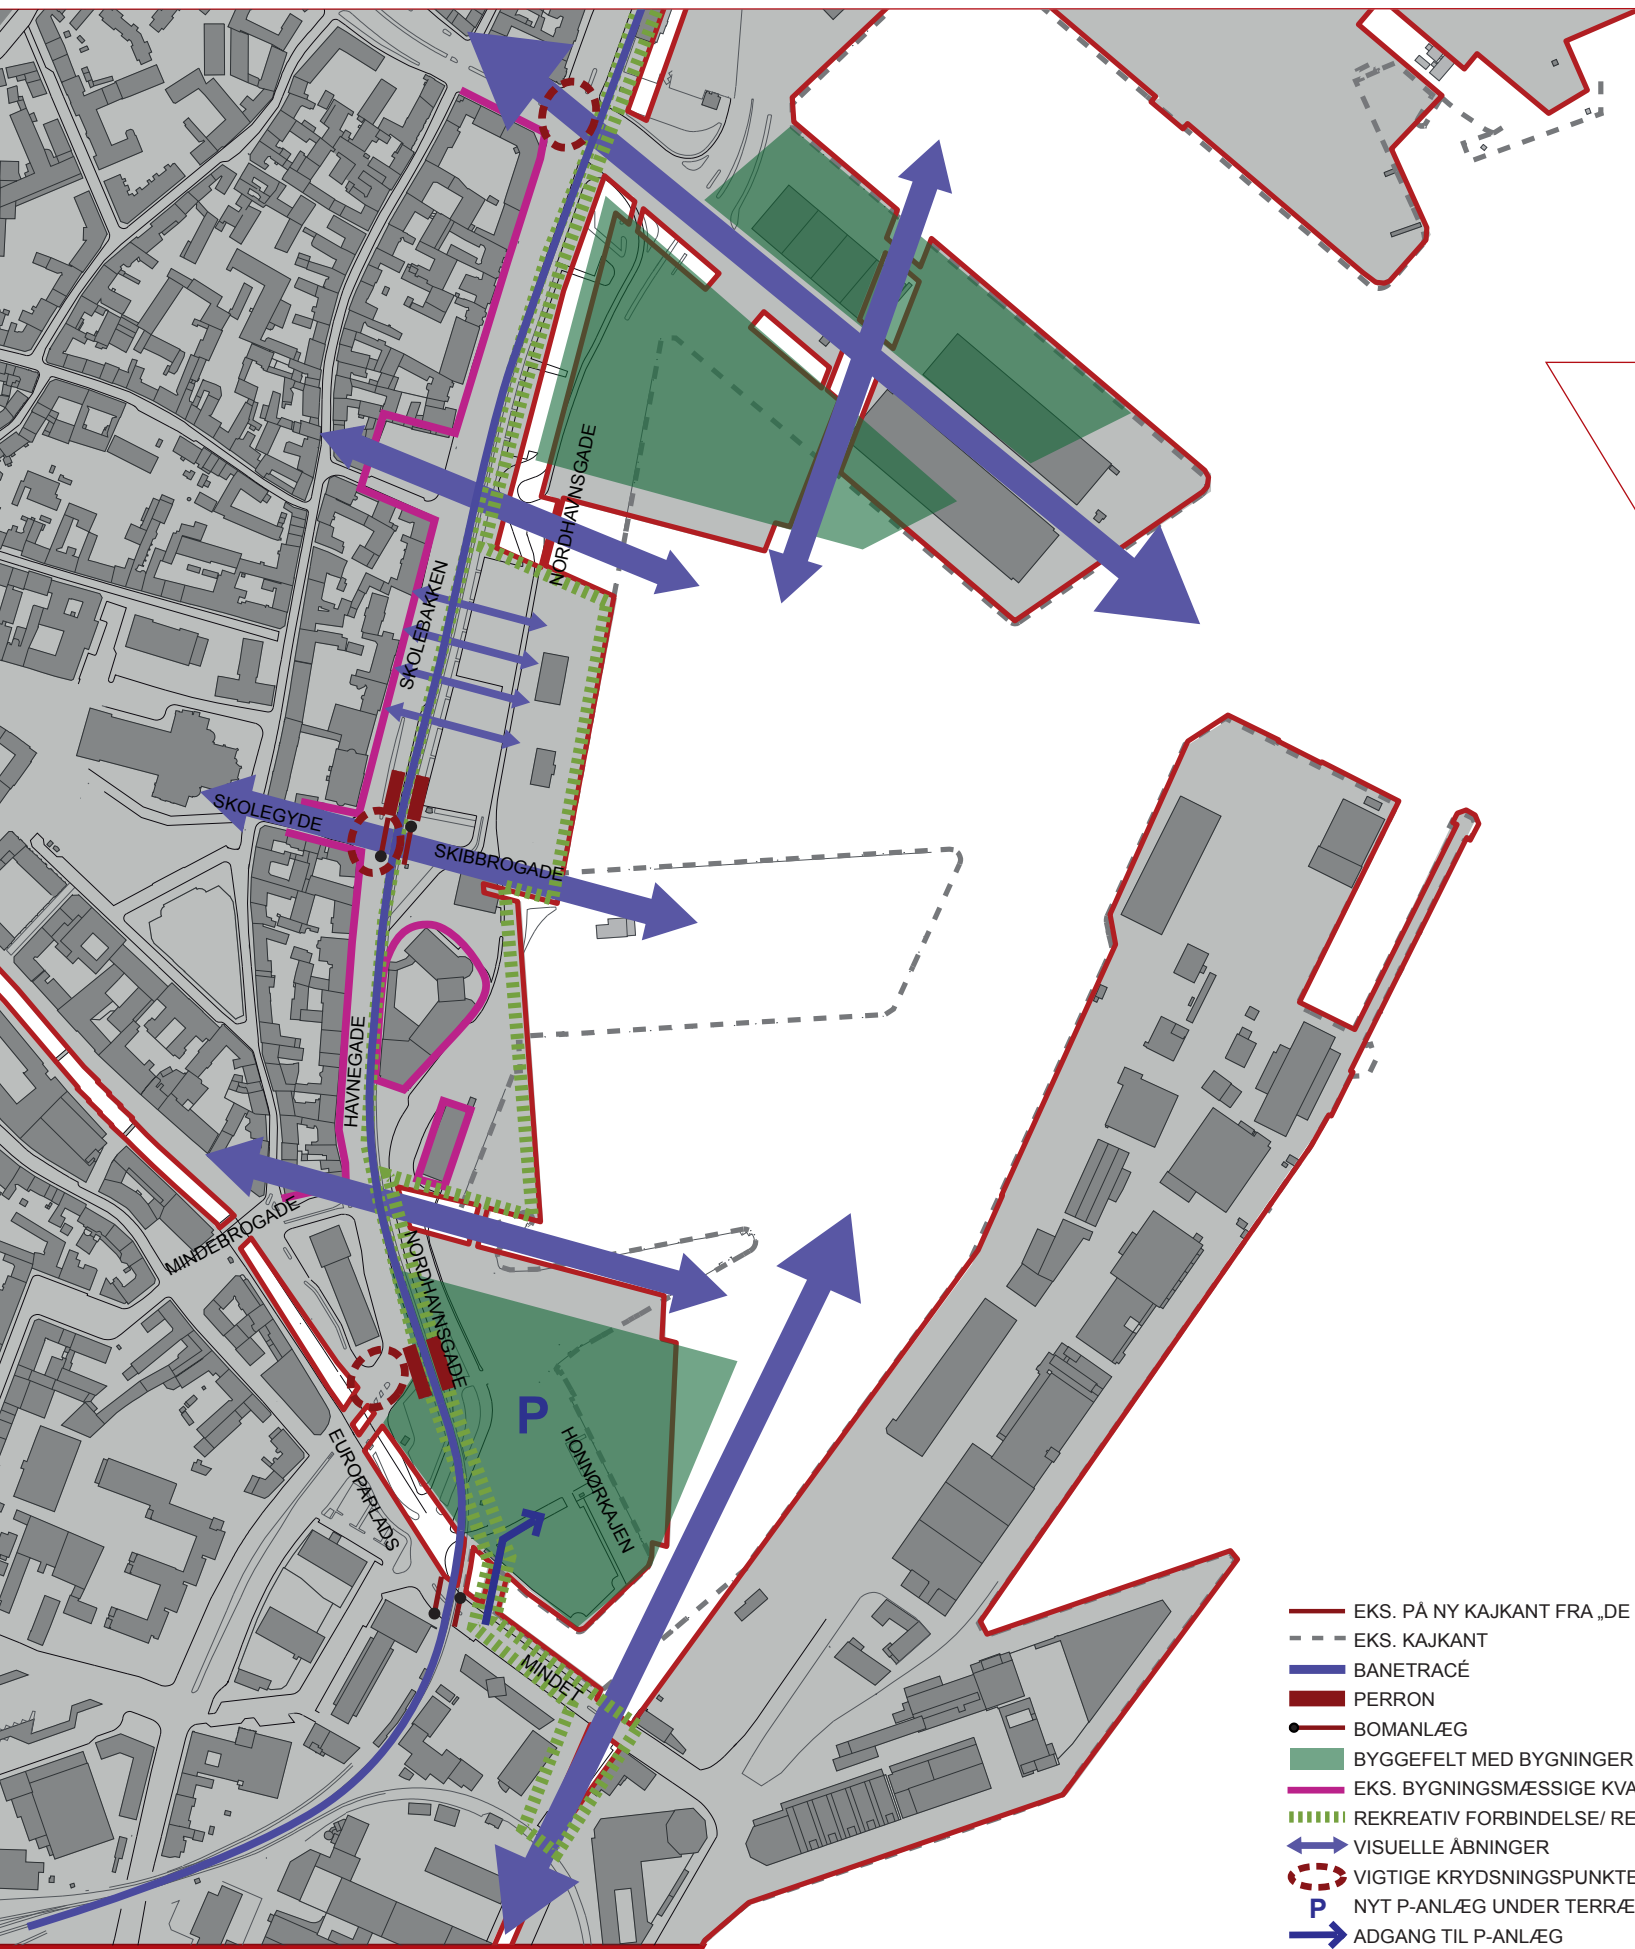 NORDHAVNSGADE
SKOLEBAKKEN
SKOLEGYDE
SKIBBROGADE
HAVNEGADE
MINDEBROGADE
NORDHAVNSGADE
P
HONNØRKAJEN
EUROPAPLADS
MINDET
EKS. PÅ NY KAJKANT FRA „DE
EKS. KAJKANT
BANETRACÉ
PERRON
BOMANLÆG
BYGGEFELT MED BYGNINGER
EKS. BYGNINGSMÆSSIGE KVA
REKREATIV FORBINDELSE/ RE
VISUELLE ÅBNINGER
VIGTIGE KRYDSNINGSPUNKTE
P NYT P-ANLÆG UNDER TERRÆ
ADGANG TIL P-ANLÆG